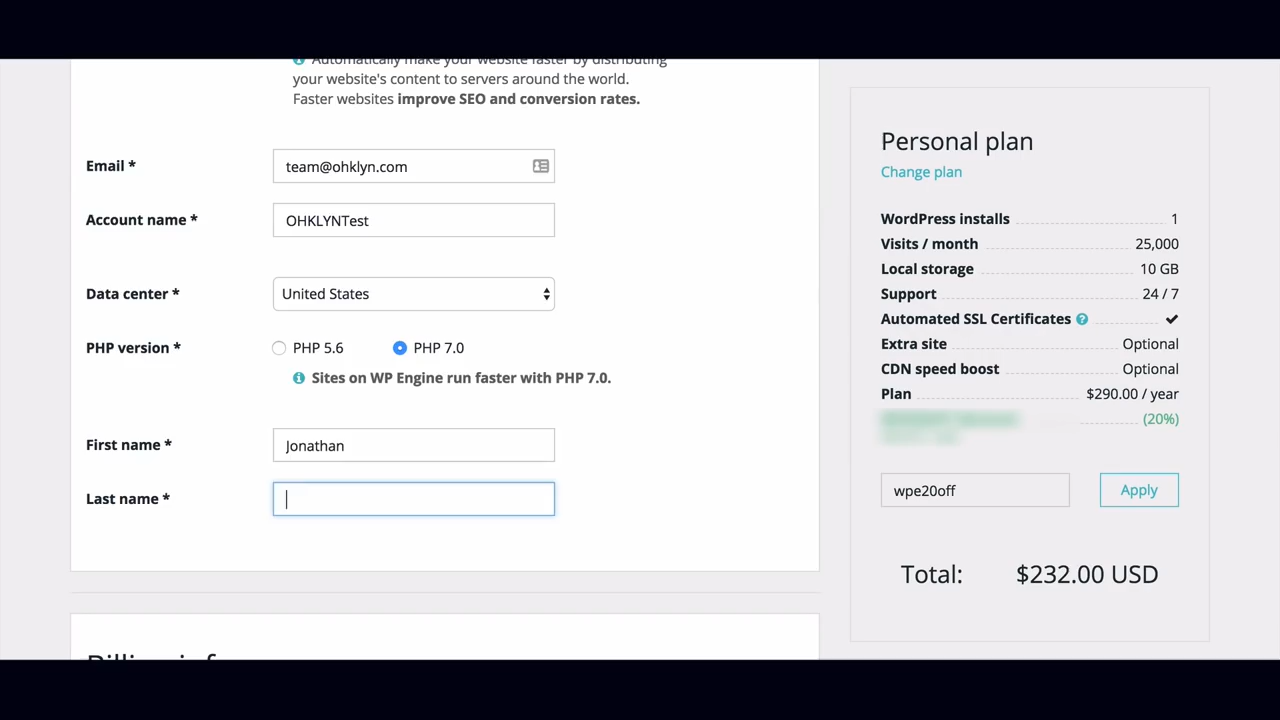 Automatically make your website faster by distributing
your website's content to servers around the world.
Faster websites improve SEO and conversion rates.
Email *
team@ohklyn.com
Account name *
OHKLYNTest
Data center *
United States
PHP version *
PHP 5.6
PHP 7.0
Sites on WP Engine run faster with PHP 7.0.
First name *
Jonathan
Last name *
Personal plan
Change plan
WordPress installs 1
Visits / month 25,000
Local storage 10 GB
Support 24 / 7
Automated SSL Certificates ?
Extra site Optional
CDN speed boost Optional
Plan $290.00 / year
(20%)
wpe20off
Apply
Total: $232.00 USD